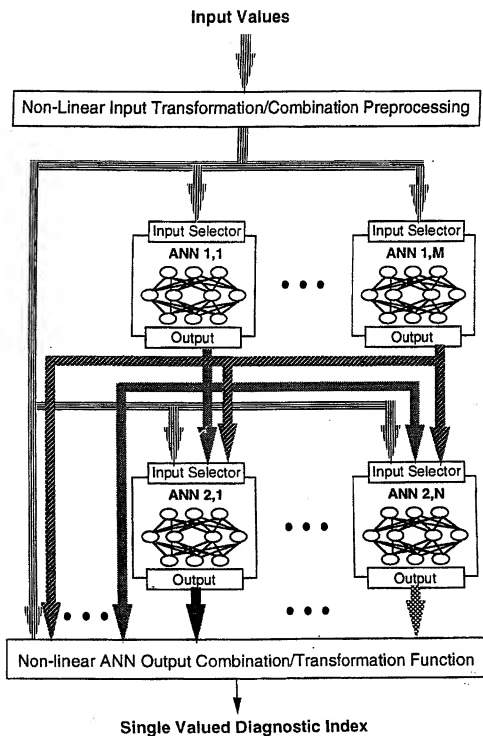 Input Values
Non-Linear Input Transformation/Combination Preprocessing
Input Selector
ANN 1,1
Output
Input Selector
ANN 1,M
Output
Input Selector
ANN 2,1
Output
Input Selector
ANN 2,N
Output
Non-linear ANN Output Combination/Transformation Function
Single Valued Diagnostic Index